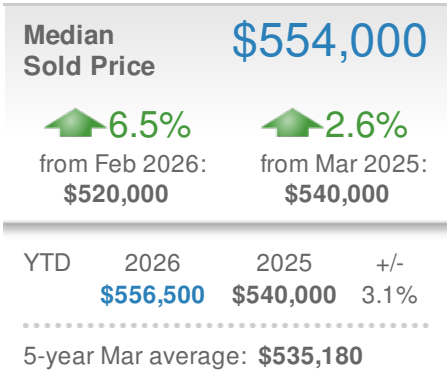 Median
Sold Price
$554,000
6.5%
from Feb 2026:
$520,000
2.6%
from Mar 2025:
$540,000
YTD 2026 2025 +/-
$556,500 $540,000 3.1%
5-year Mar average: $535,180